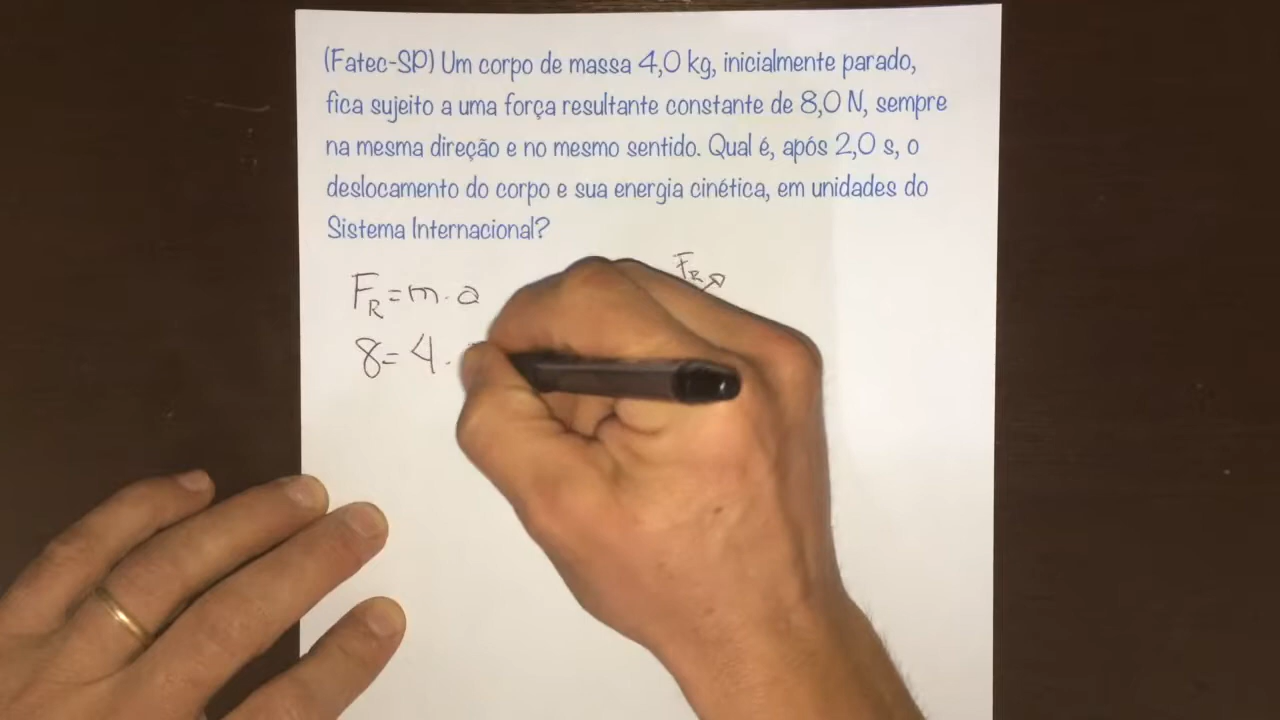 (Fatec-SP) Um corpo de massa 4,0 kg, inicialmente parado,
fica sujeito a uma força resultante constante de 8,0 N, sempre
na mesma direção e no mesmo sentido. Qual é, após 2,0 s, o
deslocamento do corpo e sua energia cinética, em unidades do
Sistema Internacional?
F_R
F_R = m . a
8 = 4 .